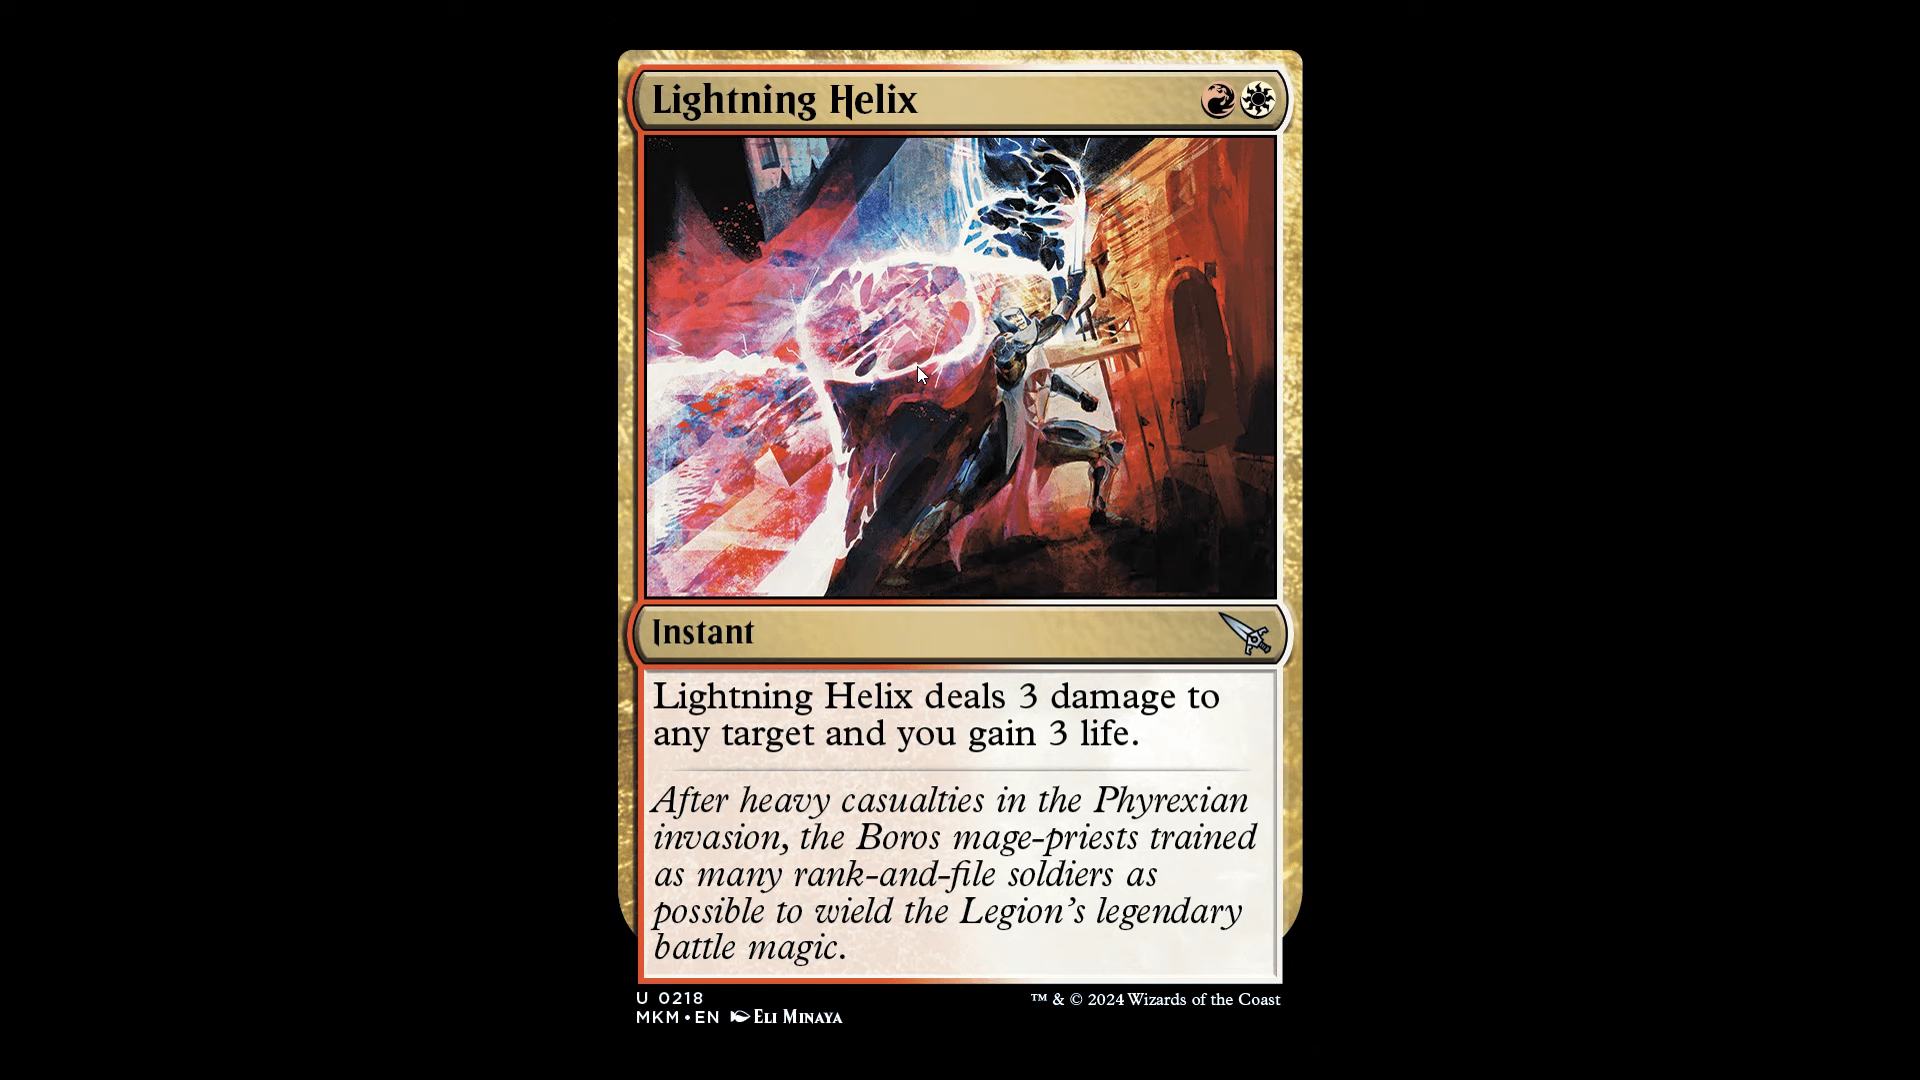 Lightning Helix
Instant
Lightning Helix deals 3 damage to
any target and you gain 3 life.
After heavy casualties in the Phyrexian
invasion, the Boros mage-priests trained
as many rank-and-file soldiers as
possible to wield the Legion's legendary
battle magic.
U 0218
MKM • EN Eli Minaya
™ & © 2024 Wizards of the Coast